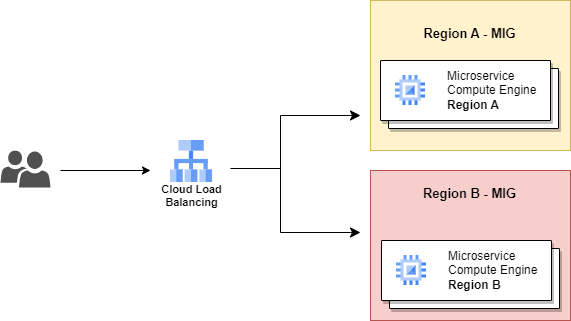 Region A - MIG
Microservice
Compute Engine
Region A
Cloud Load
Balancing
Region B - MIG
Microservice
Compute Engine
Region B